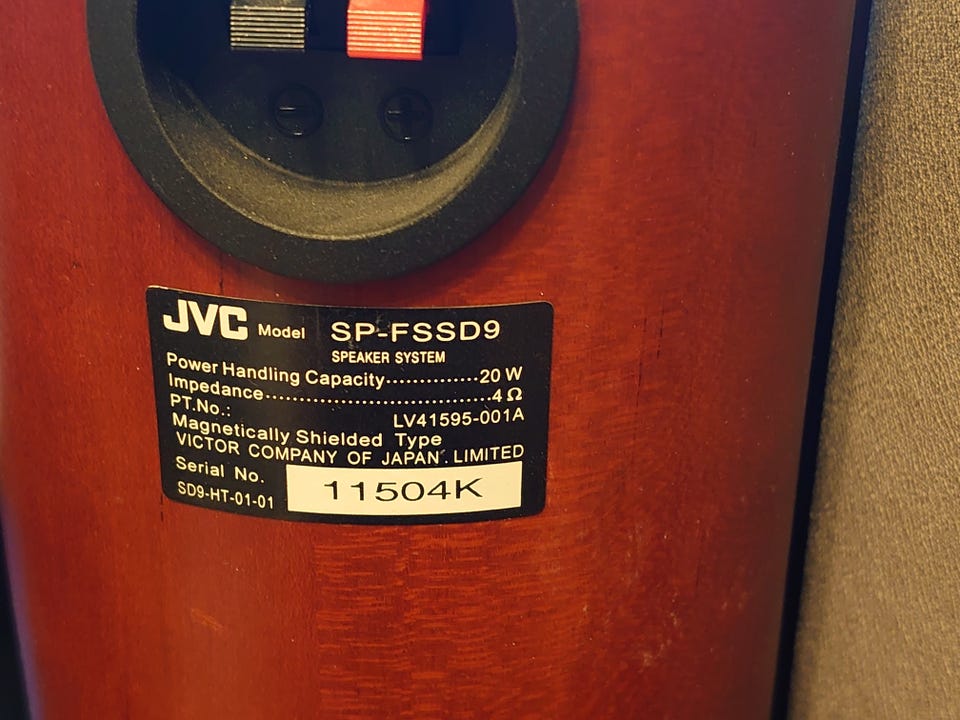 JVC Model SP-FSSD9
SPEAKER SYSTEM
Power Handling Capacity..............20 W
Impedance...................................4 Ω
PT.No.: LV41595-001A
Magnetically Shielded Type
VICTOR COMPANY OF JAPAN. LIMITED
Serial No. 11504K
SD9-HT-01-01